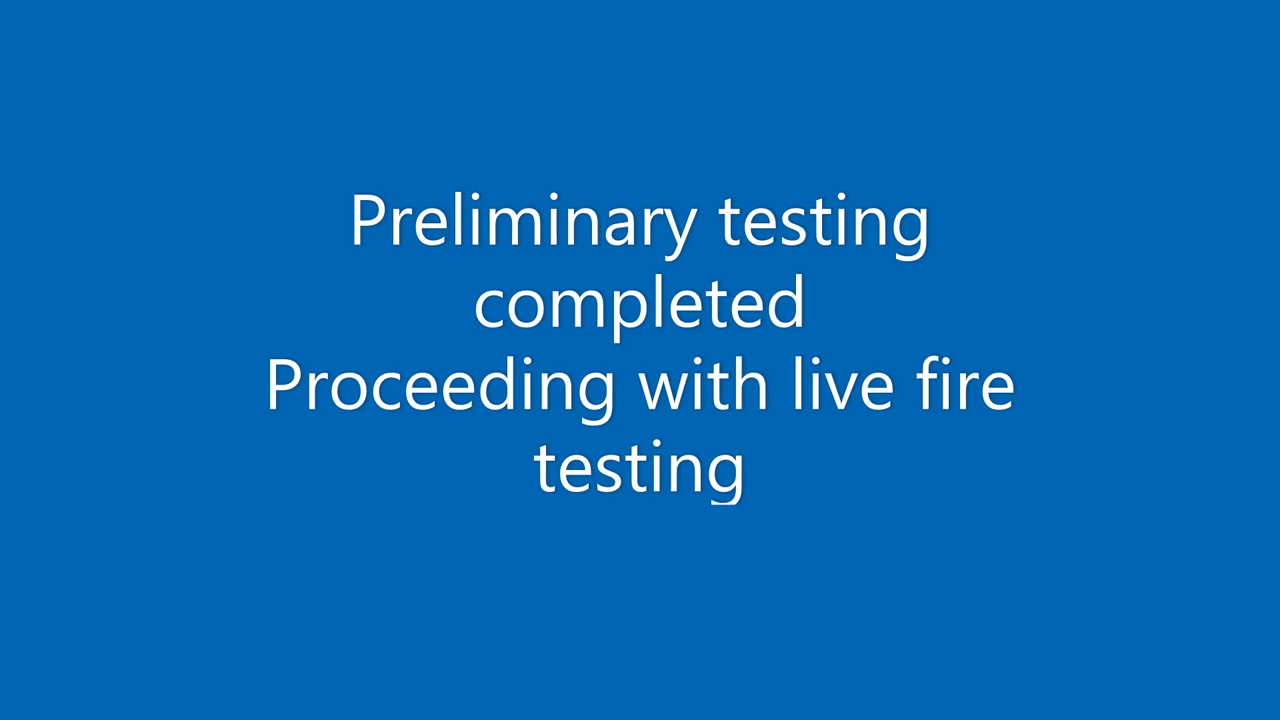 Preliminary testing
completed
Proceeding with live fire
testing